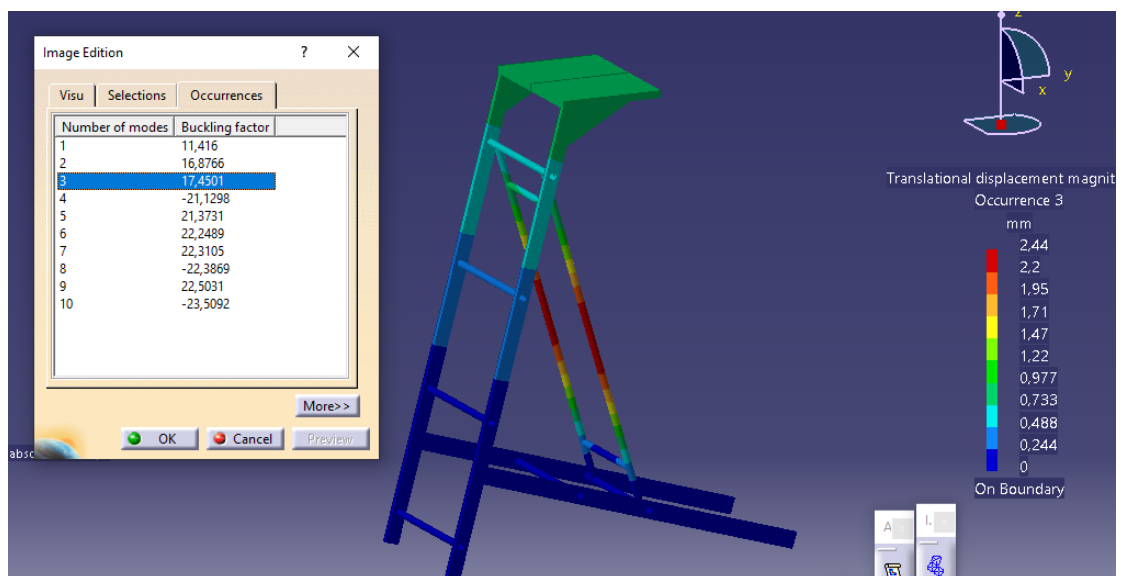 Image Edition ? ×
Visu Selections Occurrences
Number of modes Buckling factor
1 11,416
2 16,8766
3 17,4501
4 -21,1298
5 21,3731
6 22,2489
7 22,3105
8 -22,3869
9 22,5031
10 -23,5092
More>>
OK Cancel Preview
absc
z
y
x
Translational displacement magnit
Occurrence 3
mm
2,44
2,2
1,95
1,71
1,47
1,22
0,977
0,733
0,488
0,244
0
On Boundary
A
I.